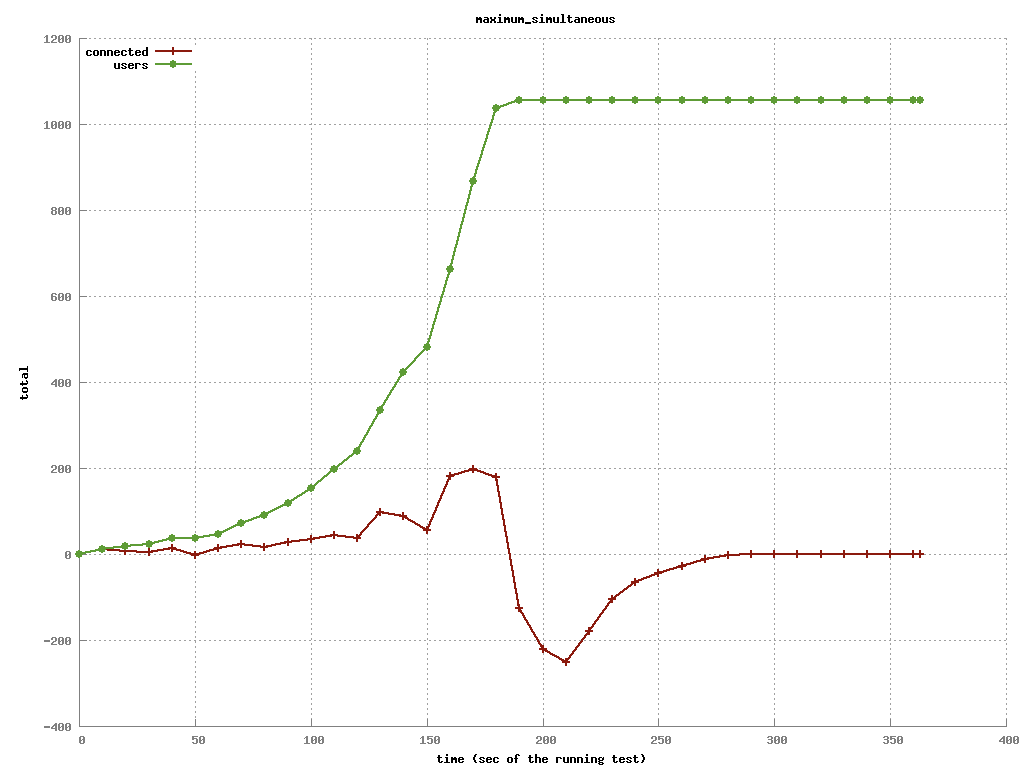 maximum_simultaneous
connected
users
1200
1000
800
600
400
200
0
-200
-400
total
0 50 100 150 200 250 300 350 400
time (sec of the running test)